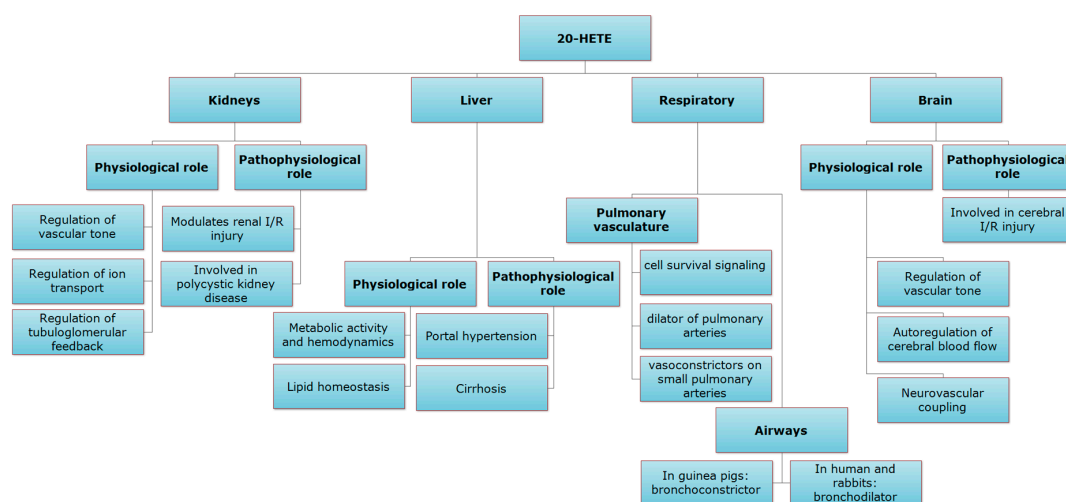 20-HETE
Kidneys
Liver
Respiratory
Brain
Physiological role
Pathophysiological
role
Regulation of
vascular tone
Regulation of ion
transport
Regulation of
tubuloglomerular
feedback
Modulates renal I/R
injury
Involved in
polycystic kidney
disease
Physiological role
Pathophysiological
role
Metabolic activity
and hemodynamics
Lipid homeostasis
Portal hypertension
Cirrhosis
Pulmonary
vasculature
cell survival signaling
dilator of pulmonary
arteries
vasoconstrictors on
small pulmonary
arteries
Airways
In guinea pigs:
bronchoconstrictor
In human and
rabbits:
bronchodilator
Physiological role
Pathophysiological
role
Involved in cerebral
I/R injury
Regulation of
vascular tone
Autoregulation of
cerebral blood flow
Neurovascular
coupling